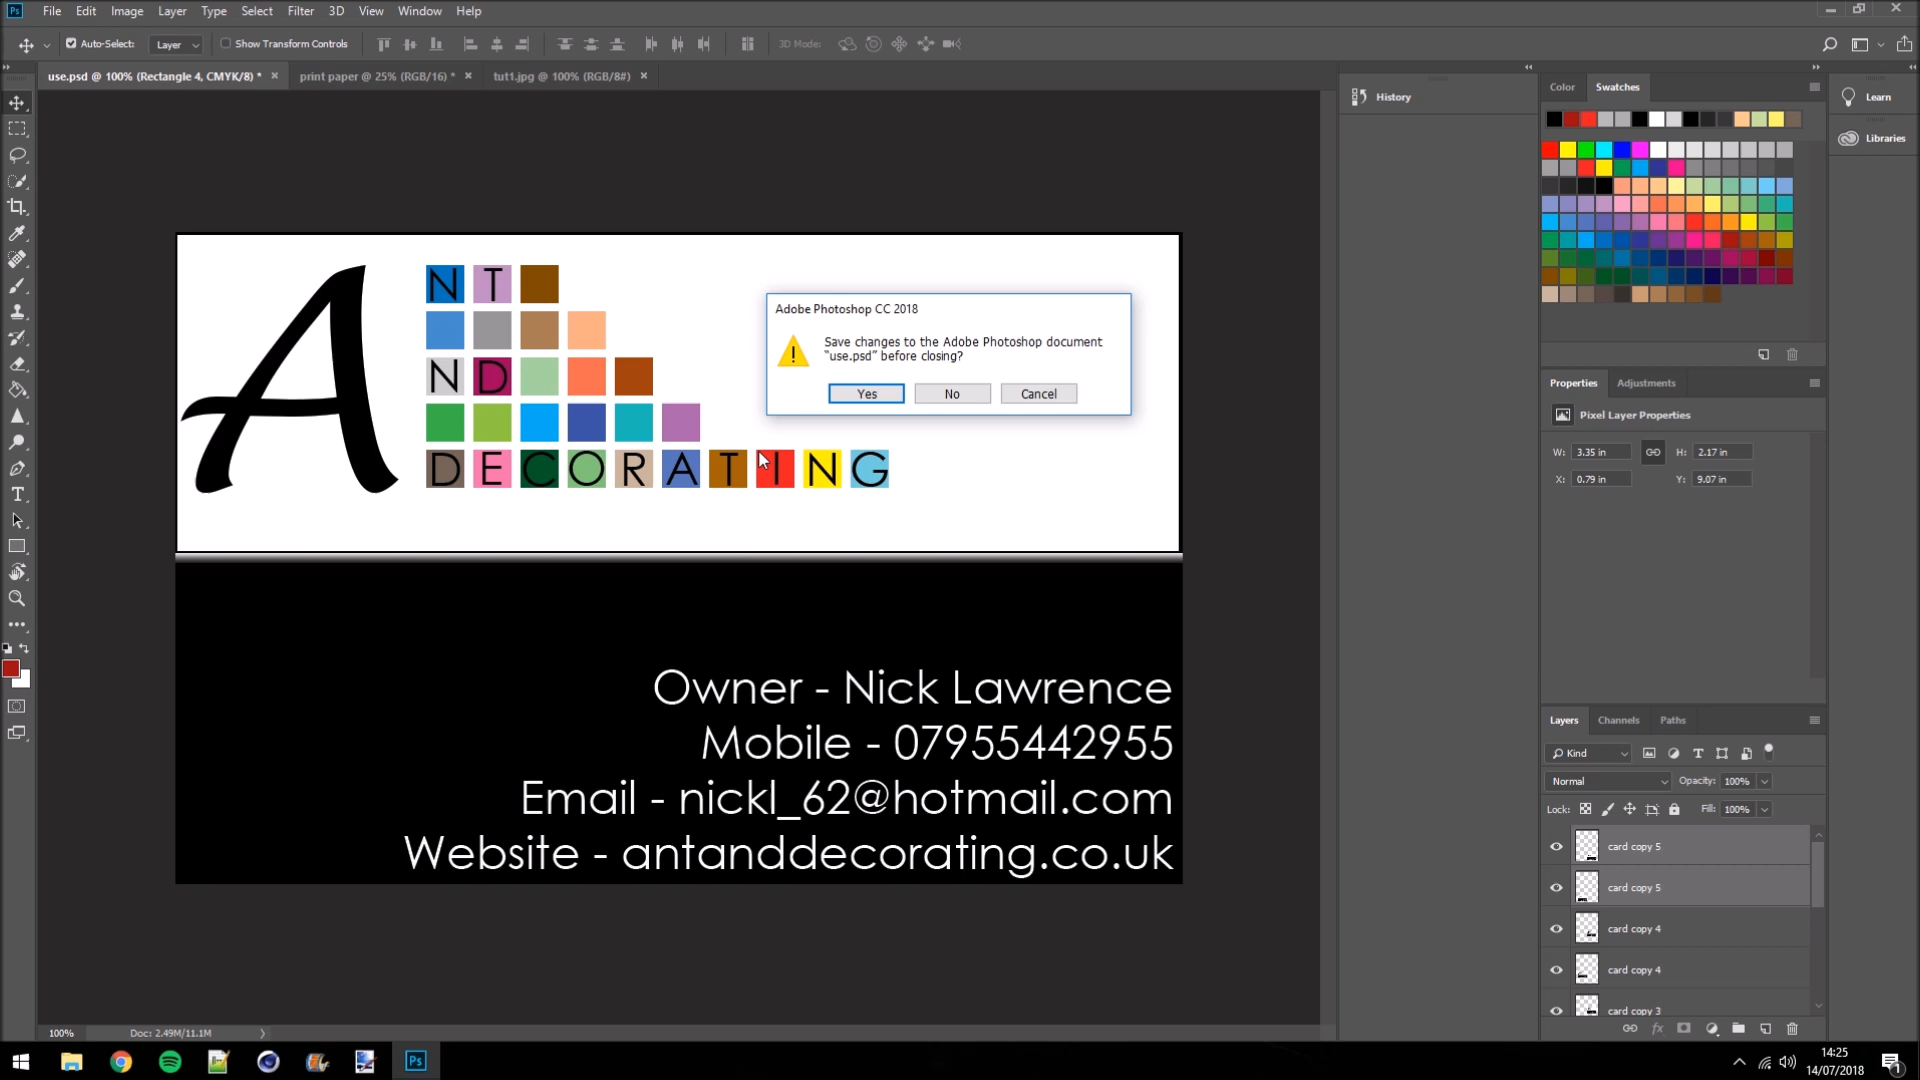 Ps File Edit Image Layer Type Select Filter 3D View Window Help
Auto-Select: Layer Show Transform Controls 3D Mode:
use.psd @ 100% (Rectangle 4, CMYK/8) * × print paper @ 25% (RGB/16) * × tut1.jpg @ 100% (RGB/8#) ×
History
Color Swatches
Learn
Libraries
A
N T
N D
D E C O R A T I N G
Adobe Photoshop CC 2018
Save changes to the Adobe Photoshop document
"use.psd" before closing?
Yes No Cancel
Owner - Nick Lawrence
Mobile - 07955442955
Email - nickl_62@hotmail.com
Website - antanddecorating.co.uk
Properties Adjustments
Pixel Layer Properties
W: 3.35 in H: 2.17 in
X: 0.79 in Y: 9.07 in
Layers Channels Paths
Kind
Normal Opacity: 100%
Lock: Fill: 100%
card copy 5
card copy 5
card copy 4
card copy 4
card copy 3
100% Doc: 2.49M/11.1M
Ps
14:25
14/07/2018
1